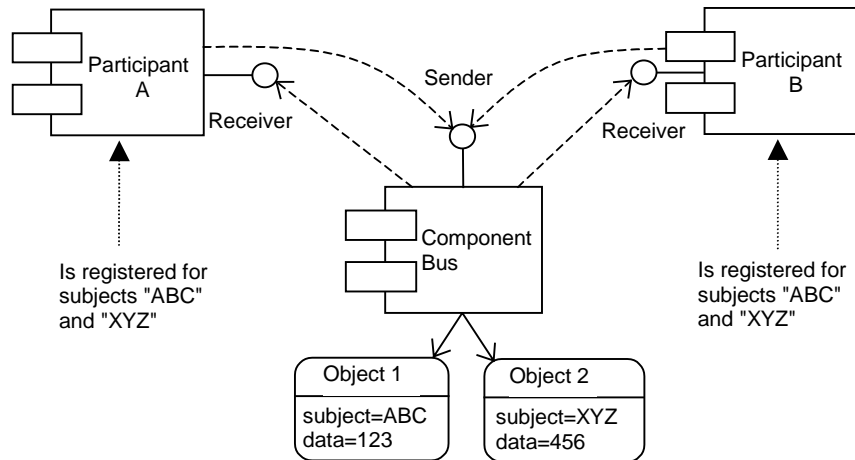 Participant
A
Sender
Participant
B
Receiver
Receiver
Component
Bus
Is registered for
subjects "ABC"
and "XYZ"
Is registered for
subjects "ABC"
and "XYZ"
Object 1
subject=ABC
data=123
Object 2
subject=XYZ
data=456